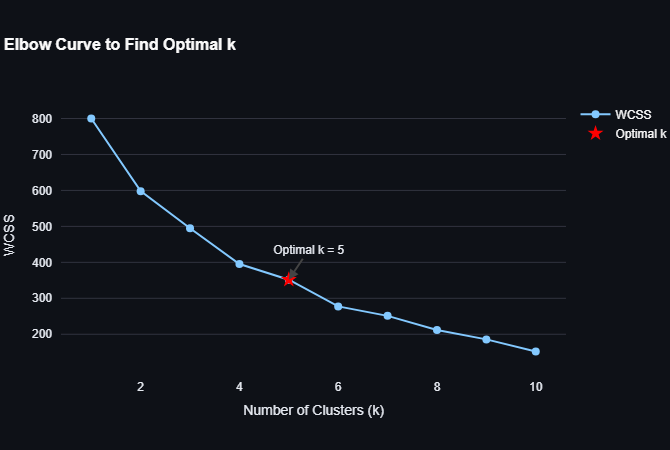 Elbow Curve to Find Optimal k
WCSS
Optimal k
800
700
600
500
400
300
200
WCSS
Optimal k = 5
2
4
6
8
10
Number of Clusters (k)